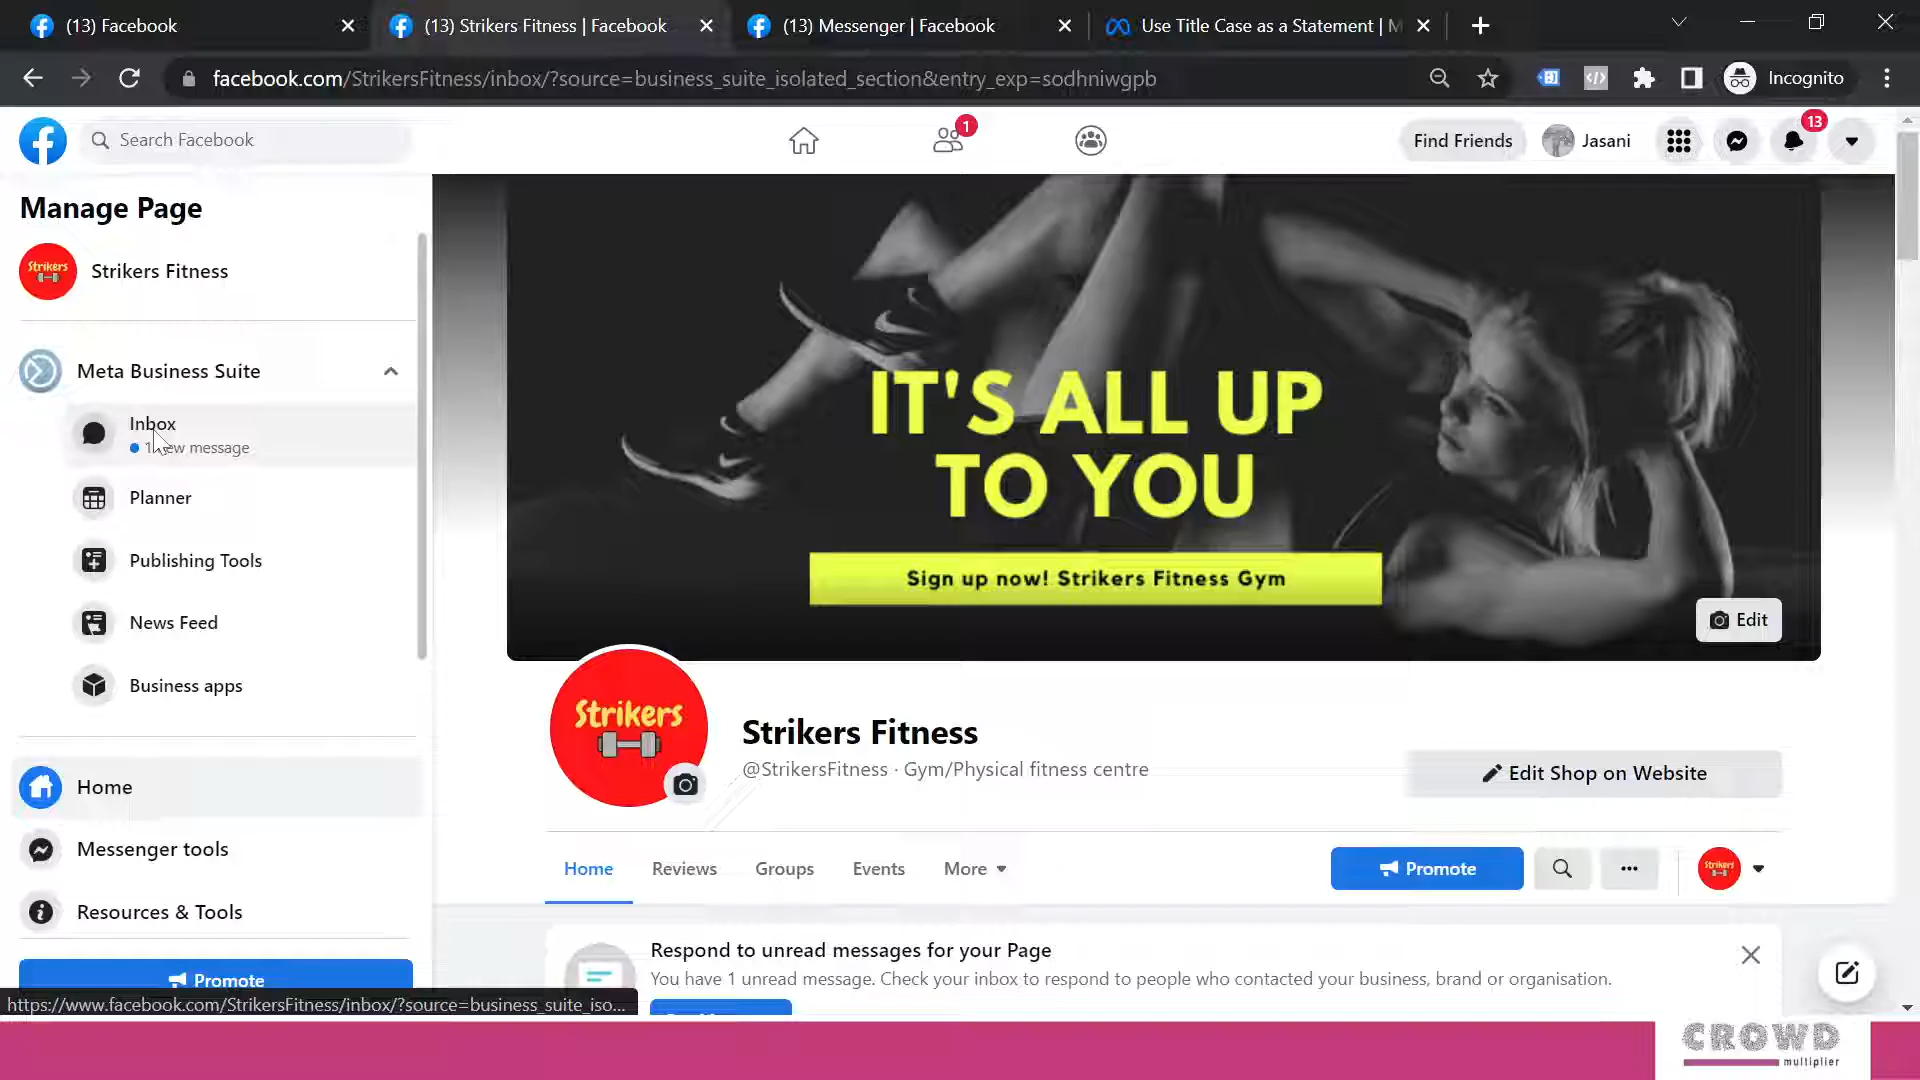 (13) Facebook
(13) Strikers Fitness | Facebook
(13) Messenger | Facebook
Use Title Case as a Statement | M
facebook.com/StrikersFitness/inbox/?source=business_suite_isolated_section&entry_exp=sodhniwgpb
Incognito
Search Facebook
1
Find Friends
Jasani
13
Manage Page
Strikers
Strikers Fitness
Meta Business Suite
Inbox
1 new message
Planner
Publishing Tools
News Feed
Business apps
Home
Messenger tools
Resources & Tools
Promote
https://www.facebook.com/StrikersFitness/inbox/?source=business_suite_iso...
IT'S ALL UP
TO YOU
Sign up now! Strikers Fitness Gym
Edit
Strikers
Strikers Fitness
@StrikersFitness · Gym/Physical fitness centre
Edit Shop on Website
Home
Reviews
Groups
Events
More
Promote
Strikers
Respond to unread messages for your Page
You have 1 unread message. Check your inbox to respond to people who contacted your business, brand or organisation.
CROWD
multiplier